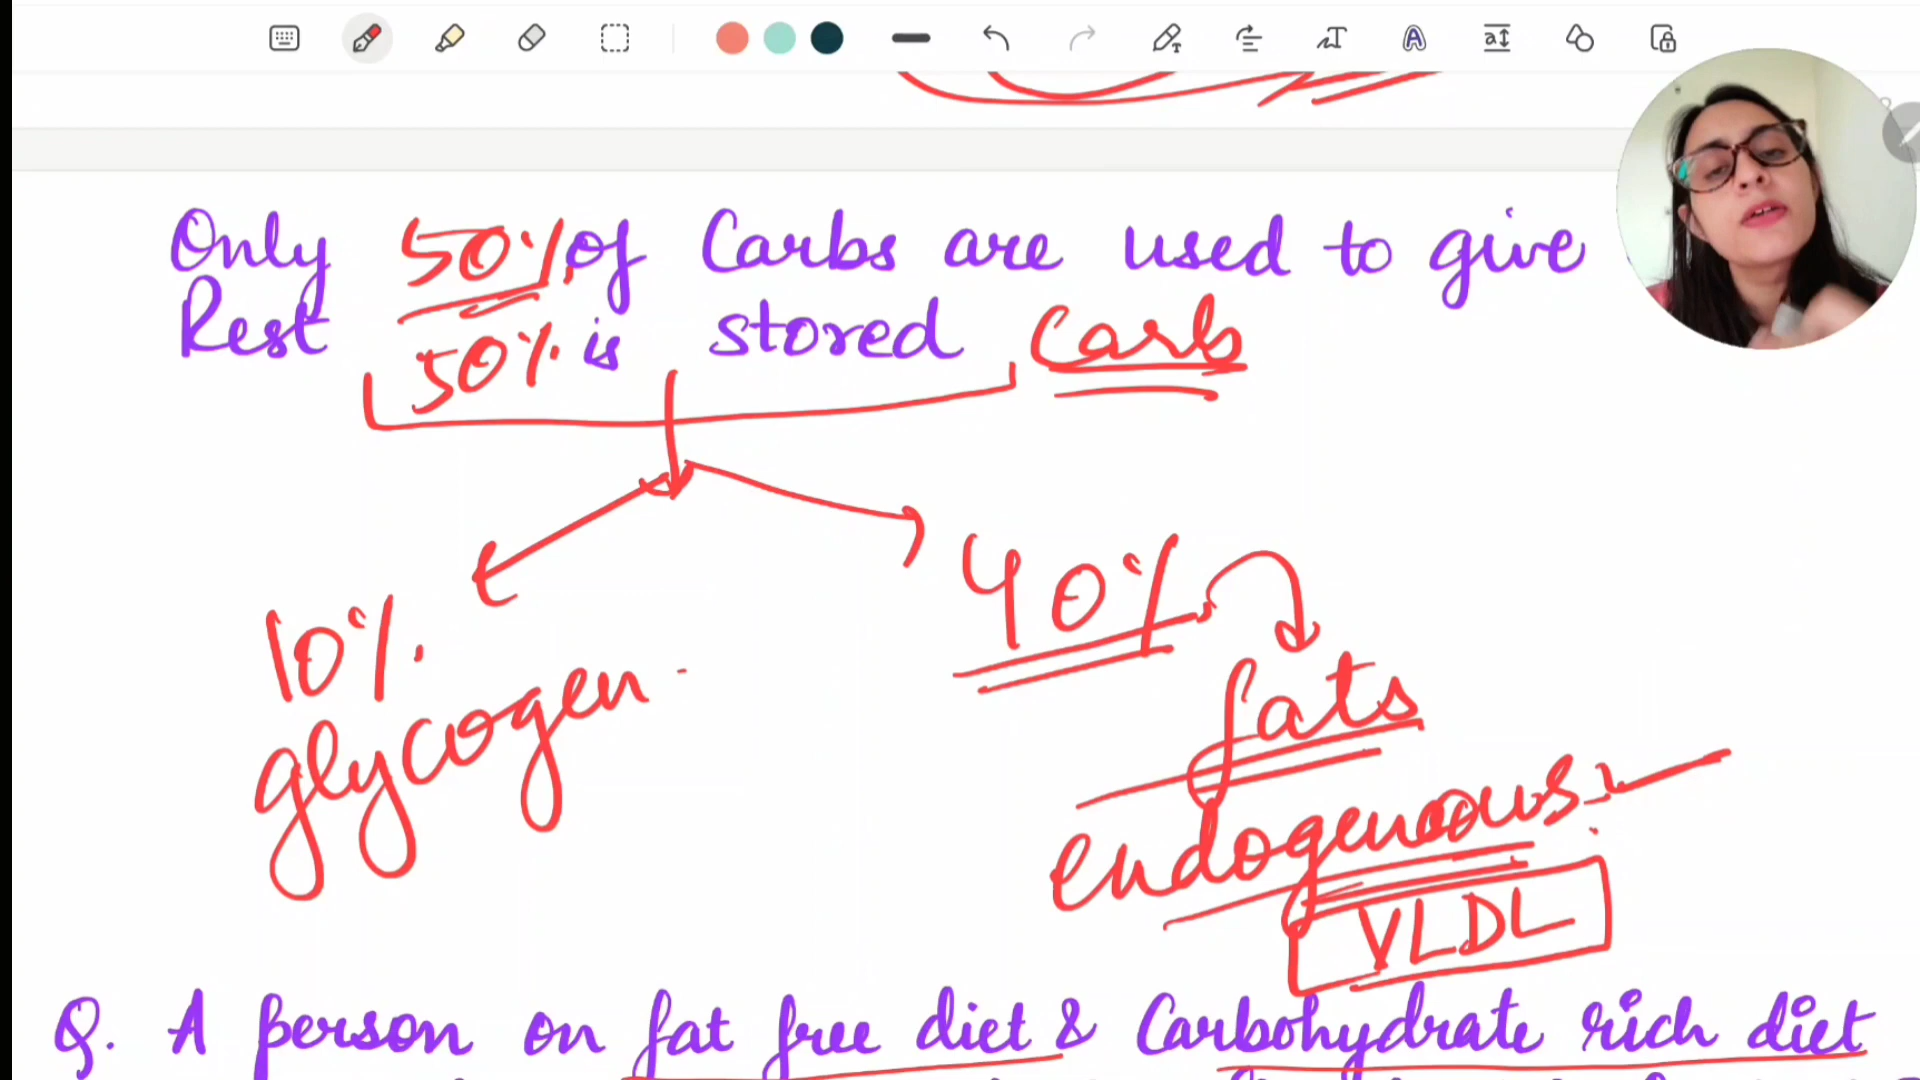 Only 50% of Carbs are used to give
Rest 50% is stored Carb
40%
10%.
fats
glycogen
endogenous
VLDL
Q. A person on fat free diet & Carbohydrate rich diet